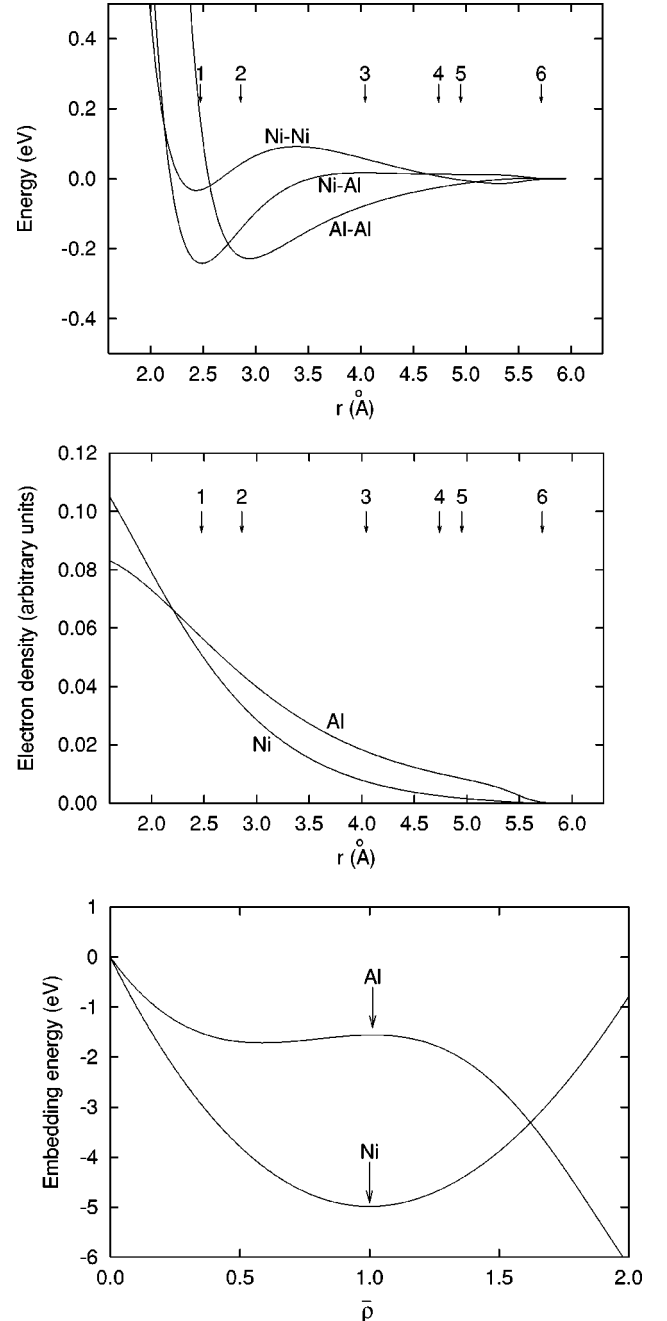 Energy (eV)
0.4
0.2
0.0
-0.2
-0.4
1 2 3 4 5 6
Ni-Ni
Ni-Al
Al-Al
2.0 2.5 3.0 3.5 4.0 4.5 5.0 5.5 6.0
r (Å)
Electron density (arbitrary units)
0.12
0.10
0.08
0.06
0.04
0.02
0.00
1 2 3 4 5 6
Al
Ni
2.0 2.5 3.0 3.5 4.0 4.5 5.0 5.5 6.0
r (Å)
Embedding energy (eV)
1
0
-1
-2
-3
-4
-5
-6
Al
Ni
0.0 0.5 1.0 1.5 2.0
ρ̄